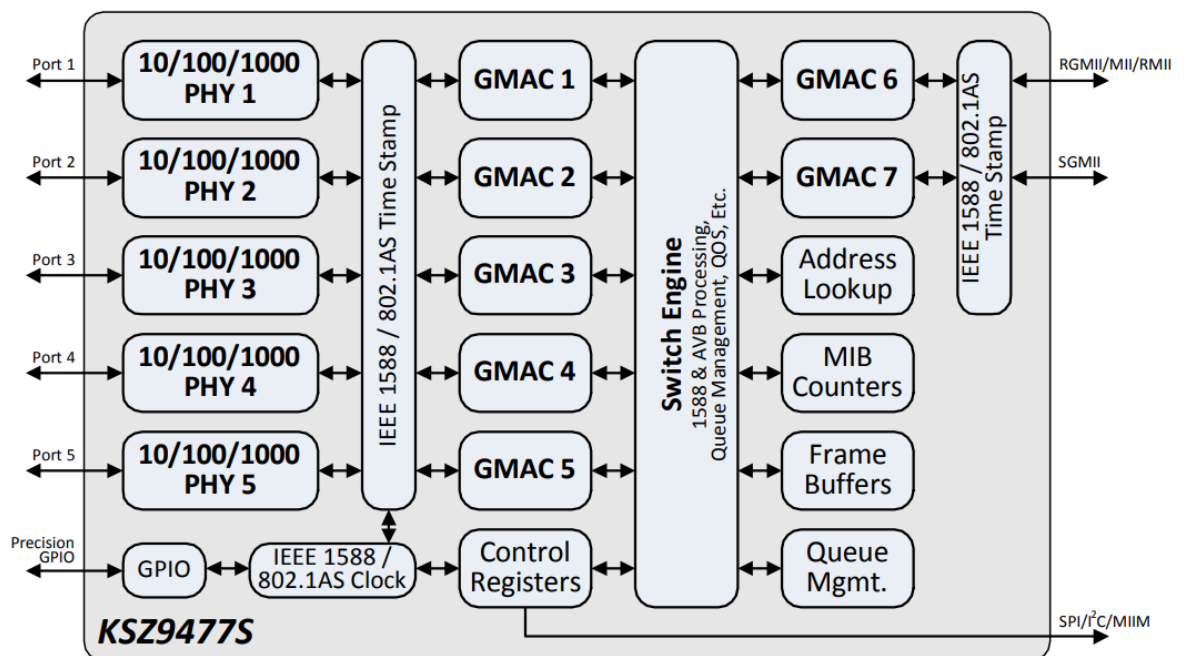 Port 1
10/100/1000
PHY 1
GMAC 1
GMAC 6
RGMII/MII/RMII
Port 2
10/100/1000
PHY 2
GMAC 2
GMAC 7
SGMII
IEEE 1588 / 802.1AS Time Stamp
Switch Engine
1588 & AVB Processing,
Queue Management, QOS, Etc.
IEEE 1588 / 802.1AS
Time Stamp
Port 3
10/100/1000
PHY 3
GMAC 3
Address
Lookup
Port 4
10/100/1000
PHY 4
GMAC 4
MIB
Counters
Port 5
10/100/1000
PHY 5
GMAC 5
Frame
Buffers
Precision
GPIO
GPIO
IEEE 1588 /
802.1AS Clock
Control
Registers
Queue
Mgmt.
KSZ9477S
SPI/I²C/MIIM